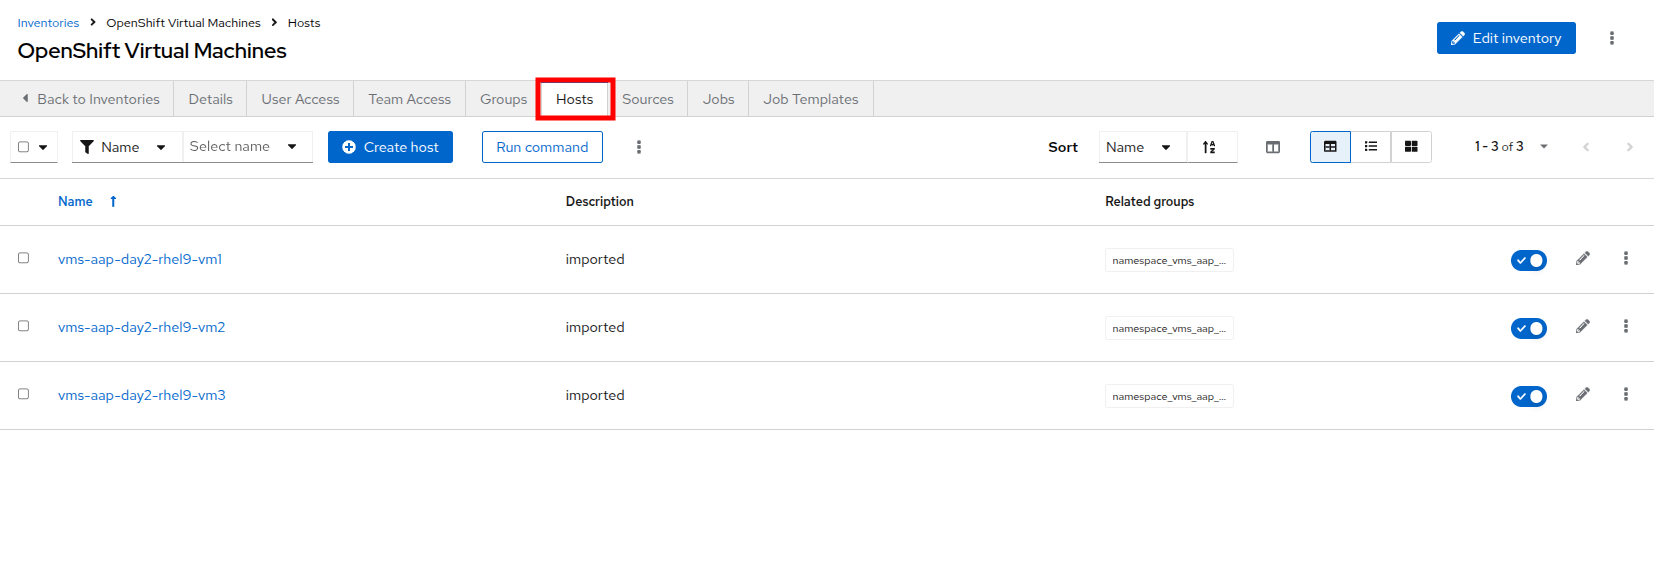 Inventories OpenShift Virtual Machines Hosts
OpenShift Virtual Machines
Edit inventory
Back to Inventories Details User Access Team Access Groups Hosts Sources Jobs Job Templates
Name Select name Create host Run command Sort Name 1 - 3 of 3
Name Description Related groups
vms-aap-day2-rhel9-vm1 imported namespace_vms_aap_...
vms-aap-day2-rhel9-vm2 imported namespace_vms_aap_...
vms-aap-day2-rhel9-vm3 imported namespace_vms_aap_...